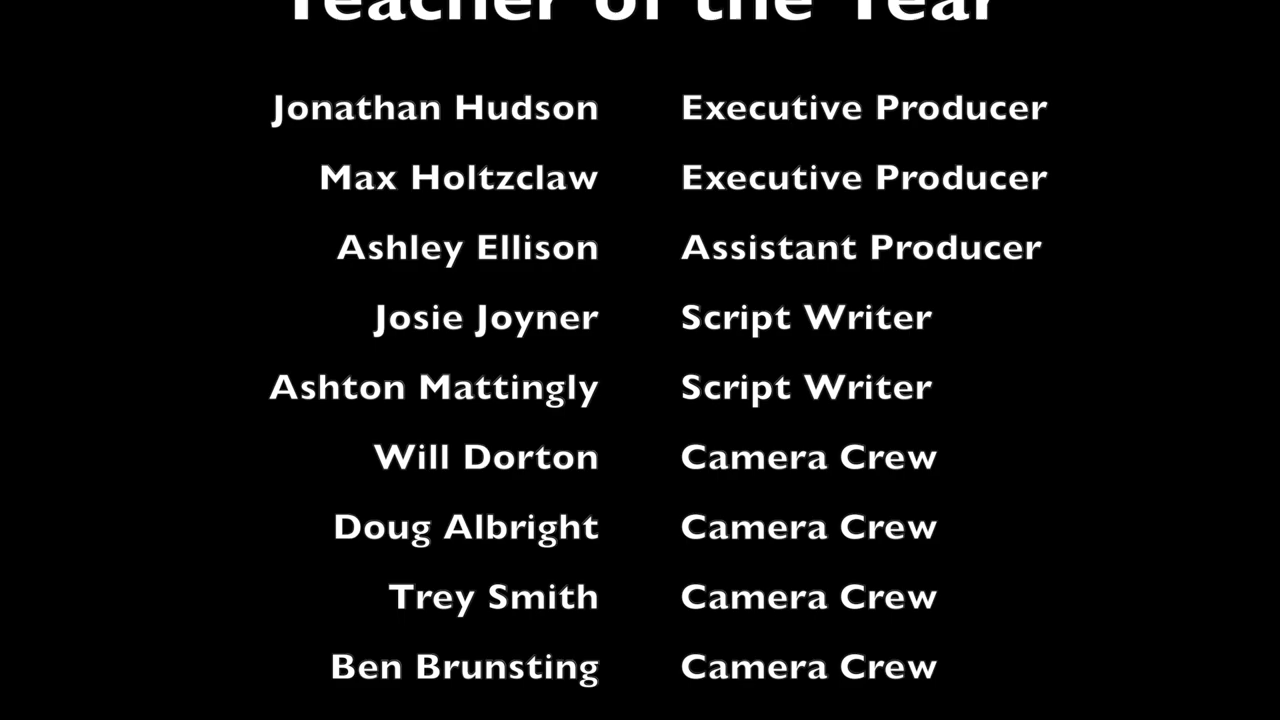 Teacher of the Year
Jonathan Hudson Executive Producer
Max Holtzclaw Executive Producer
Ashley Ellison Assistant Producer
Josie Joyner Script Writer
Ashton Mattingly Script Writer
Will Dorton Camera Crew
Doug Albright Camera Crew
Trey Smith Camera Crew
Ben Brunsting Camera Crew